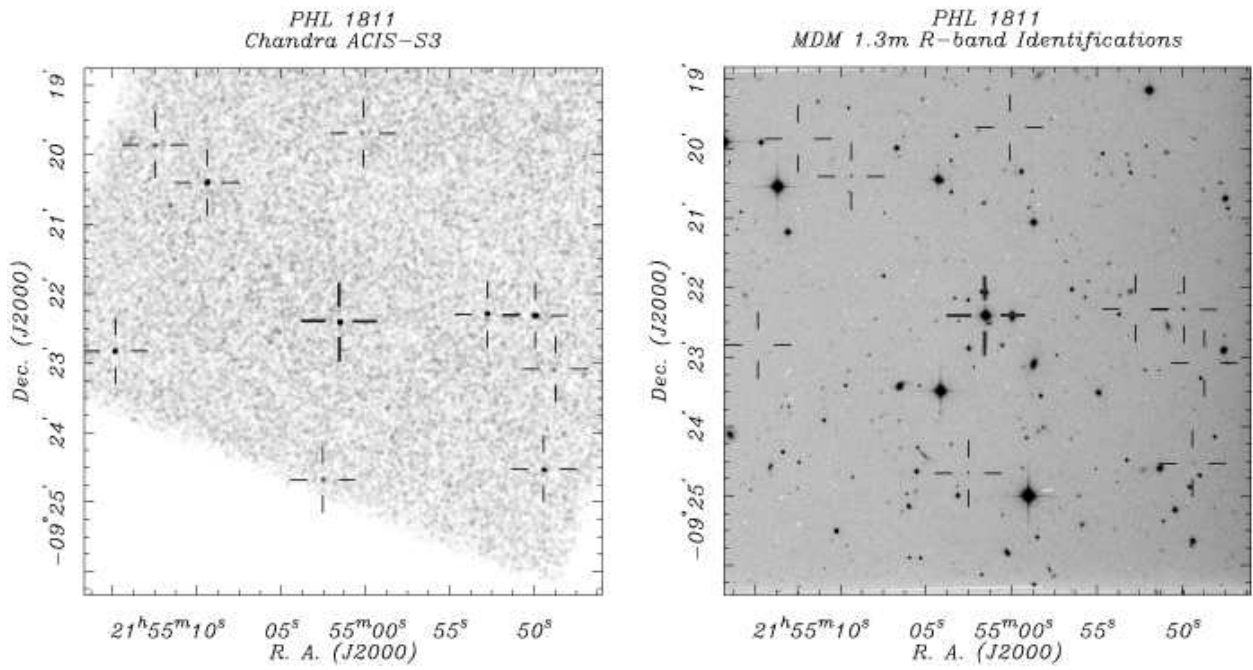 PHL 1811
Chandra ACIS-S3
19'
20'
21'
22'
23'
24'
-09°25'
Dec. (J2000)
21ʰ55ᵐ10ˢ 05ˢ 55ᵐ00ˢ 55ˢ 50ˢ
R. A. (J2000)
PHL 1811
MDM 1.3m R-band Identifications
19'
20'
21'
22'
23'
24'
-09°25'
Dec. (J2000)
21ʰ55ᵐ10ˢ 05ˢ 55ᵐ00ˢ 55ˢ 50ˢ
R. A. (J2000)